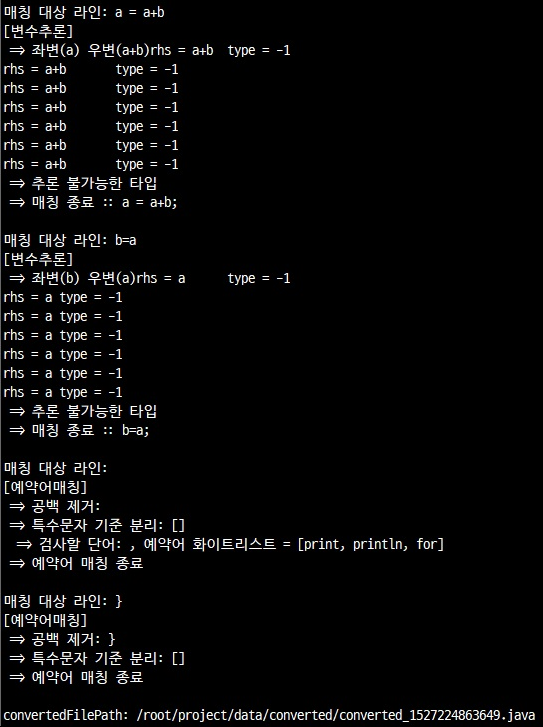 매칭 대상 라인: a = a+b
[변수추론]
 => 좌변(a) 우변(a+b)rhs = a+b  type = -1
rhs = a+b       type = -1
rhs = a+b       type = -1
rhs = a+b       type = -1
rhs = a+b       type = -1
rhs = a+b       type = -1
rhs = a+b       type = -1
 => 추론 불가능한 타입
 => 매칭 종료 :: a = a+b;

매칭 대상 라인: b=a
[변수추론]
 => 좌변(b) 우변(a)rhs = a      type = -1
rhs = a type = -1
rhs = a type = -1
rhs = a type = -1
rhs = a type = -1
rhs = a type = -1
rhs = a type = -1
 => 추론 불가능한 타입
 => 매칭 종료 :: b=a;

매칭 대상 라인:
[예약어매칭]
 => 공백 제거:
 => 특수문자 기준 분리: []
  => 검사할 단어: , 예약어 화이트리스트 = [print, println, for]
 => 예약어 매칭 종료

매칭 대상 라인: }
[예약어매칭]
 => 공백 제거: }
 => 특수문자 기준 분리: []
 => 예약어 매칭 종료

convertedFilePath: /root/project/data/converted/converted_1527224863649.java